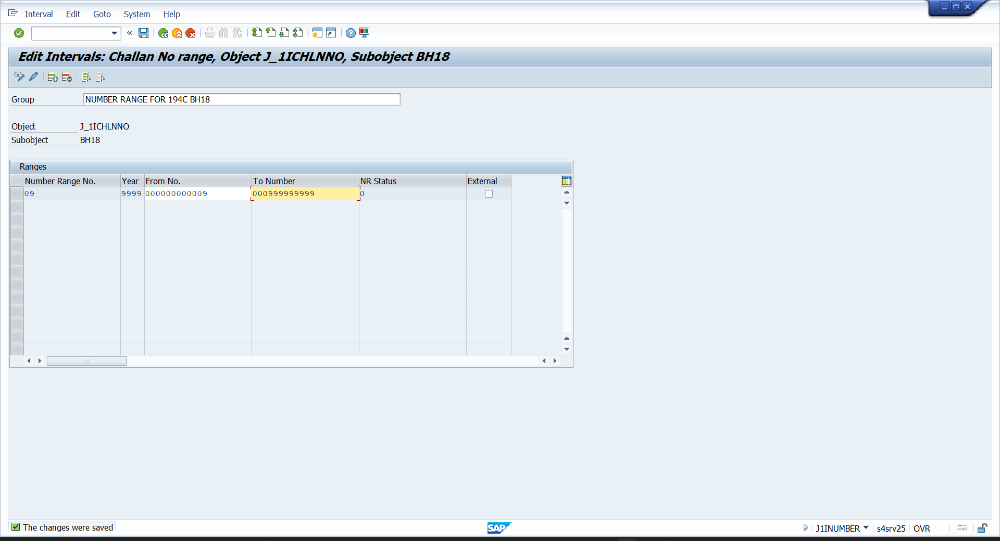 Interval Edit Goto System Help
Edit Intervals: Challan No range, Object J_1ICHLNNO, Subobject BH18
Group NUMBER RANGE FOR 194C BH18
Object J_1ICHLNNO
Subobject BH18
Ranges
Number Range No. Year From No. To Number NR Status External
09 9999 000000000009 000999999999 0
The changes were saved SAP J1INUMBER s4srv25 OVR